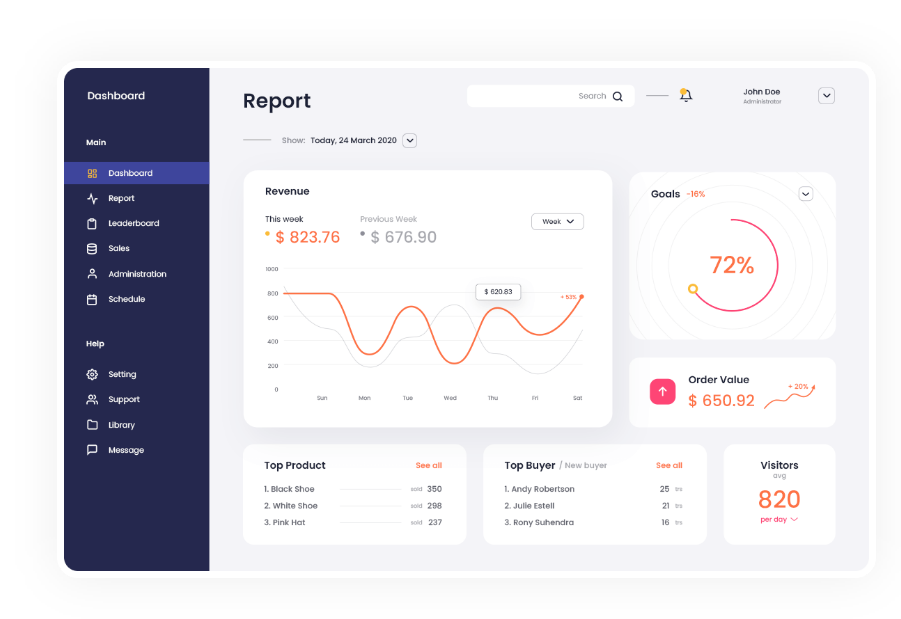 Dashboard
Main
Dashboard
Report
Leaderboard
Sales
Administration
Schedule
Help
Setting
Support
Library
Message
Report
Search
John Doe
Administrator
Show: Today, 24 March 2020
Revenue
This week
$ 823.76
Previous Week
$ 676.90
Week
1000
800
600
400
200
0
$ 620.83
+ 53%
Sun Mon Tue Wed Thu Fri Sat
Goals -16%
72%
Order Value
$ 650.92
+ 20%
Top Product See all
1. Black Shoe sold 350
2. White Shoe sold 298
3. Pink Hat sold 237
Top Buyer / New buyer See all
1. Andy Robertson 25 trs
2. Julie Estell 21 trs
3. Rony Suhendra 16 trs
Visitors
avg
820
per day